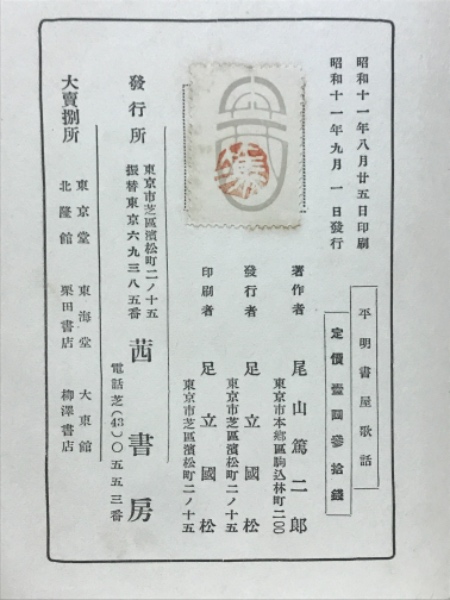 昭和十一年八月廿五日印刷
昭和十一年九月一日發行
平明書屋歌話
定價壹圓參拾錢
著作者 尾山篤二郎
東京市本鄕區駒込林町二〇〇
發行者 足立國松
東京市芝區濱松町二ノ十五
印刷者 足立國松
東京市芝區濱松町二ノ十五
發行所
東京市芝區濱松町二ノ十五
振替東京六九三八五番
茜書房
電話芝(43)〇五五三番
大賣捌所
東京堂 東海堂 大東館
北隆館 栗田書店 柳澤書店